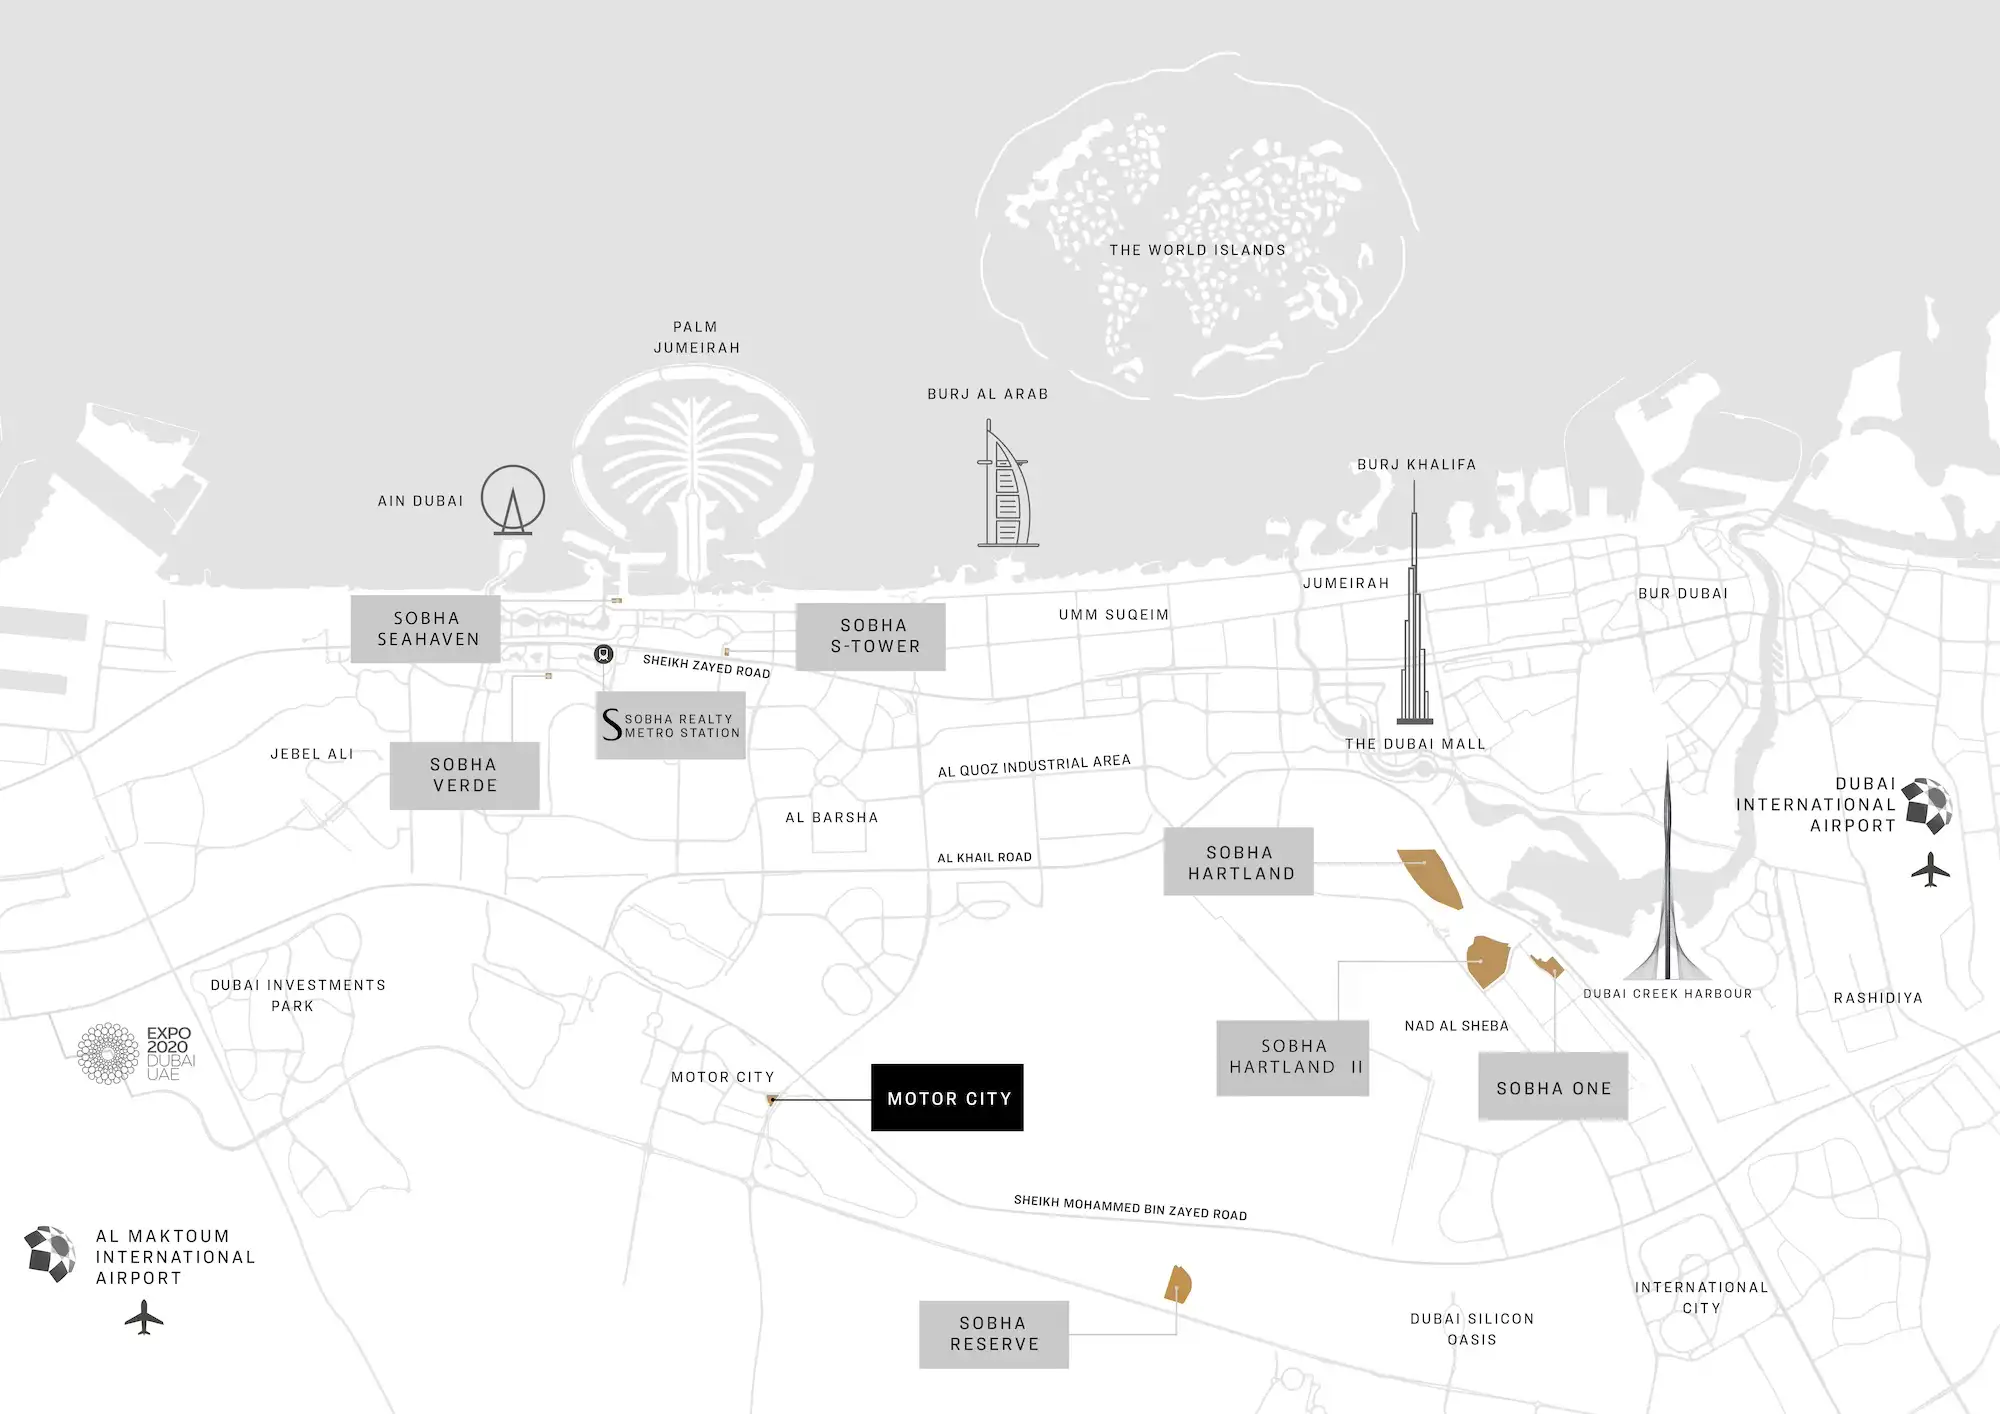 THE WORLD ISLANDS
PALM
JUMEIRAH
BURJ AL ARAB
BURJ KHALIFA
AIN DUBAI
JUMEIRAH
BUR DUBAI
UMM SUQEIM
SOBHA
SEAHAVEN
SOBHA
S-TOWER
SHEIKH ZAYED ROAD
S
SOBHA REALTY
METRO STATION
JEBEL ALI
SOBHA
VERDE
THE DUBAI MALL
AL QUOZ INDUSTRIAL AREA
DUBAI
INTERNATIONAL
AIRPORT
AL BARSHA
AL KHAIL ROAD
SOBHA
HARTLAND
DUBAI INVESTMENTS
PARK
DUBAI CREEK HARBOUR
RASHIDIYA
EXPO
2020
DUBAI
UAE
NAD AL SHEBA
SOBHA
HARTLAND II
MOTOR CITY
MOTOR CITY
SOBHA ONE
SHEIKH MOHAMMED BIN ZAYED ROAD
AL MAKTOUM
INTERNATIONAL
AIRPORT
INTERNATIONAL
CITY
SOBHA
RESERVE
DUBAI SILICON
OASIS